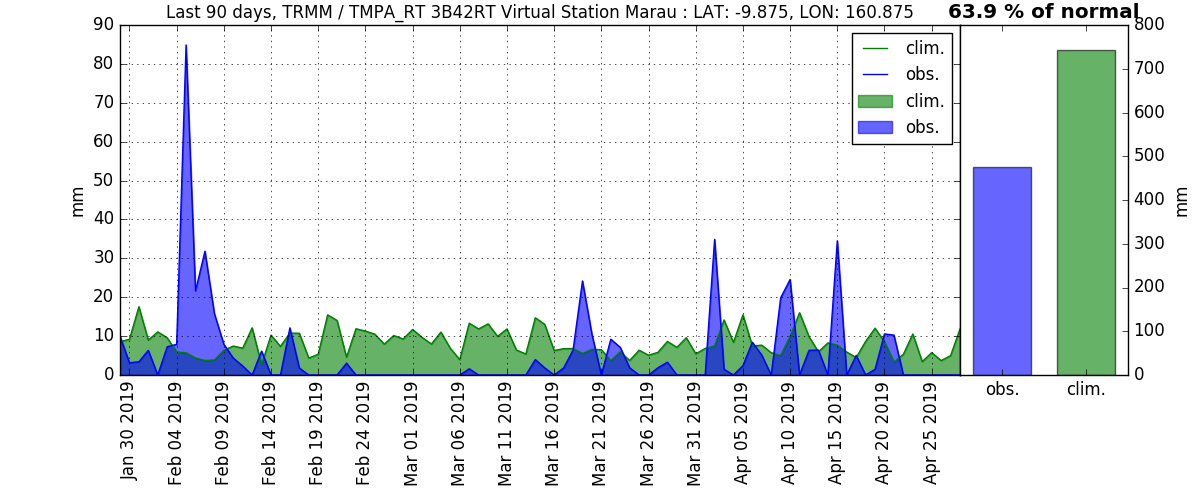 Last 90 days, TRMM / TMPA_RT 3B42RT Virtual Station Marau : LAT: -9.875, LON: 160.875
63.9 % of normal
mm
90
80
70
60
50
40
30
20
10
0
clim.
obs.
clim.
obs.
Jan 30 2019
Feb 04 2019
Feb 09 2019
Feb 14 2019
Feb 19 2019
Feb 24 2019
Mar 01 2019
Mar 06 2019
Mar 11 2019
Mar 16 2019
Mar 21 2019
Mar 26 2019
Mar 31 2019
Apr 05 2019
Apr 10 2019
Apr 15 2019
Apr 20 2019
Apr 25 2019
800
700
600
500
400
300
200
100
0
mm
obs.
clim.